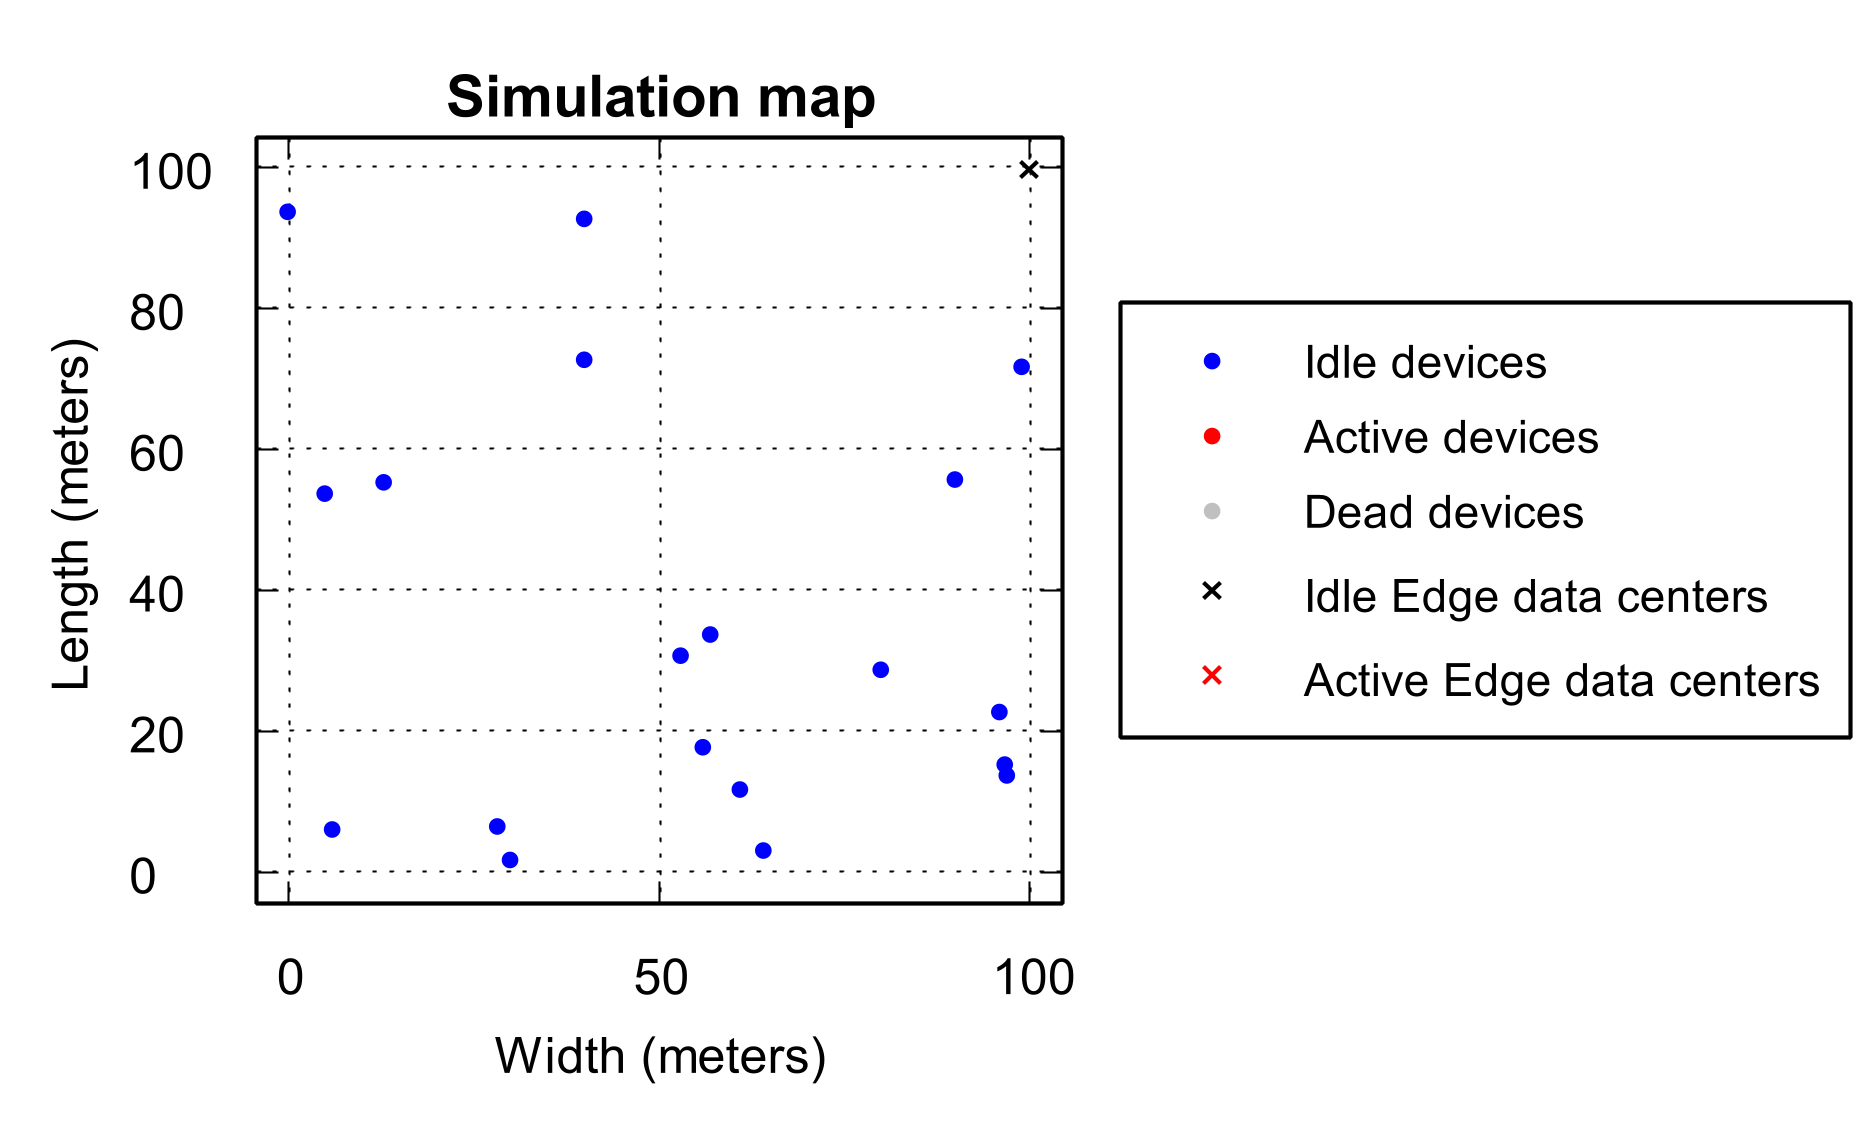 Simulation map
100
80
60
40
20
0
Length (meters)
0 50 100
Width (meters)
Idle devices
Active devices
Dead devices
Idle Edge data centers
Active Edge data centers